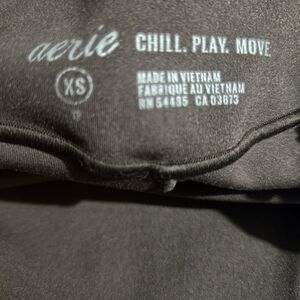 aerie CHILL. PLAY. MOVE
XS
MADE IN VIETNAM
FABRIQUÉ AU VIETNAM
RN 54485 CA 03873